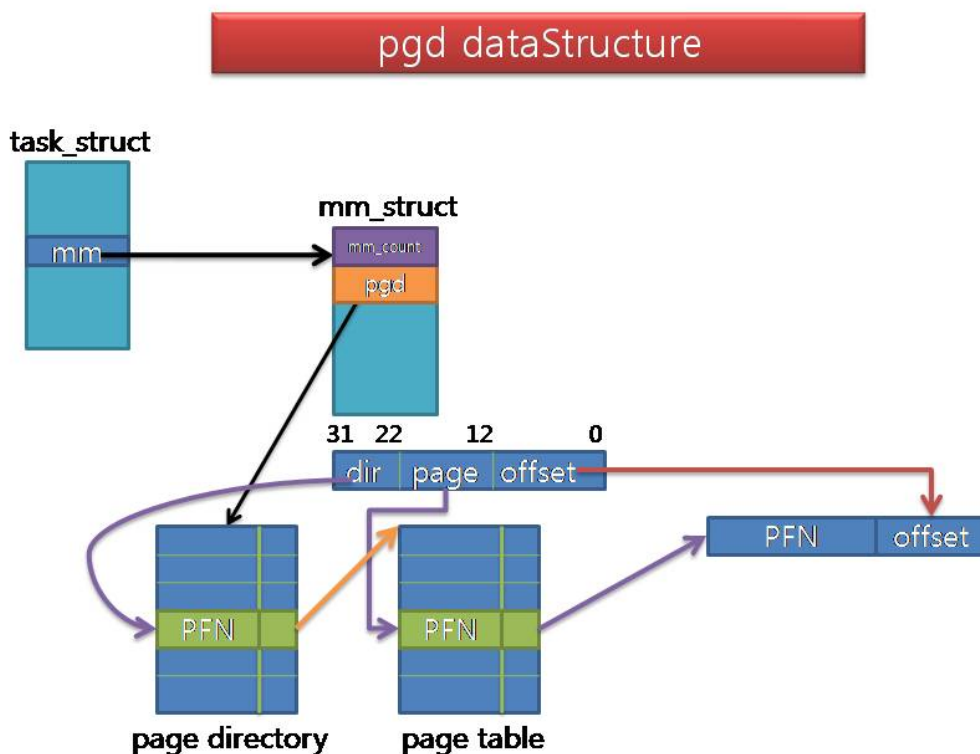 pgd dataStructure
task_struct
mm
mm_struct
mm_count
pgd
31 22 12 0
dir page offset
PFN offset
PFN
PFN
page directory page table